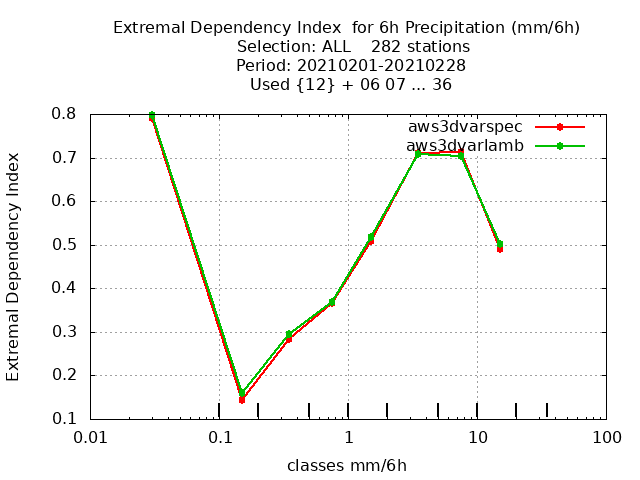 Extremal Dependency Index  for 6h Precipitation (mm/6h)
Selection: ALL    282 stations
Period: 20210201-20210228
Used {12} + 06 07 ... 36
aws3dvarspec
aws3dvarlamb
Extremal Dependency Index
0.8
0.7
0.6
0.5
0.4
0.3
0.2
0.1
0.01
0.1
1
10
100
classes mm/6h